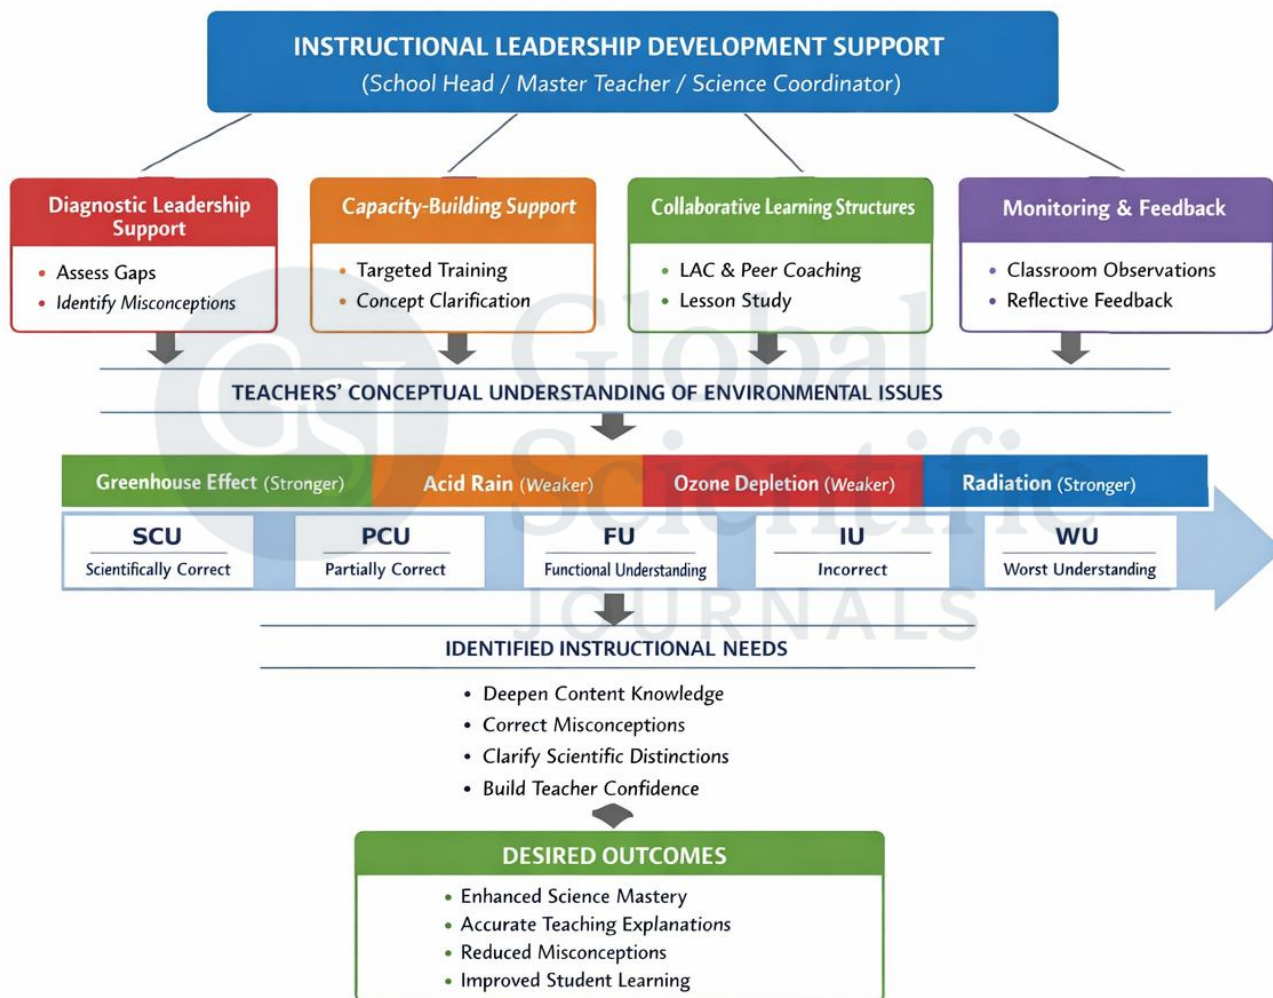 INSTRUCTIONAL LEADERSHIP DEVELOPMENT SUPPORT
(School Head / Master Teacher / Science Coordinator)
Diagnostic Leadership
Support
• Assess Gaps
• Identify Misconceptions
Capacity-Building Support
• Targeted Training
• Concept Clarification
Collaborative Learning Structures
• LAC & Peer Coaching
• Lesson Study
Monitoring & Feedback
• Classroom Observations
• Reflective Feedback
TEACHERS’ CONCEPTUAL UNDERSTANDING OF ENVIRONMENTAL ISSUES
Greenhouse Effect (Stronger)
Acid Rain (Weaker)
Ozone Depletion (Weaker)
Radiation (Stronger)
SCU
Scientifically Correct
PCU
Partially Correct
FU
Functional Understanding
IU
Incorrect
WU
Worst Understanding
IDENTIFIED INSTRUCTIONAL NEEDS
• Deepen Content Knowledge
• Correct Misconceptions
• Clarify Scientific Distinctions
• Build Teacher Confidence
DESIRED OUTCOMES
• Enhanced Science Mastery
• Accurate Teaching Explanations
• Reduced Misconceptions
• Improved Student Learning
GSJ
Global
Scientific
JOURNALS